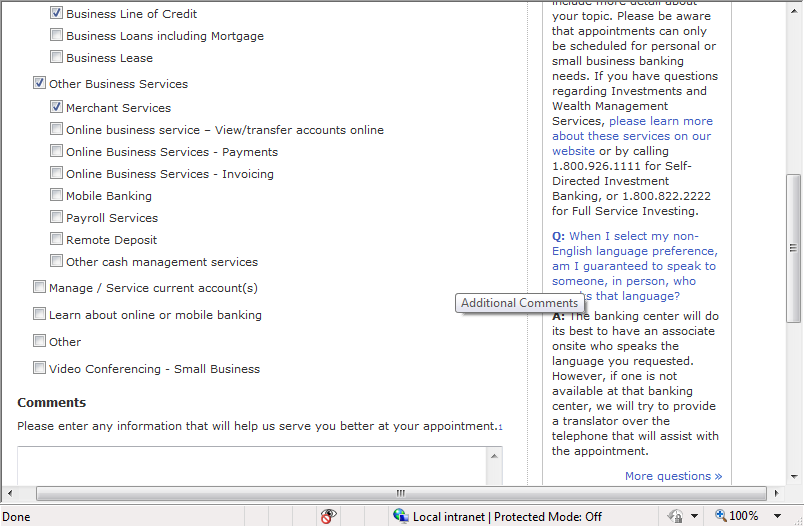 Business Line of Credit
Business Loans including Mortgage
Business Lease
Other Business Services
Merchant Services
Online business service – View/transfer accounts online
Online Business Services - Payments
Online Business Services - Invoicing
Mobile Banking
Payroll Services
Remote Deposit
Other cash management services
Manage / Service current account(s)
Learn about online or mobile banking
Other
Video Conferencing - Small Business
Comments
Please enter any information that will help us serve you better at your appointment.1
Additional Comments
include more detail about
your topic. Please be aware
that appointments can only
be scheduled for personal or
small business banking
needs. If you have questions
regarding Investments and
Wealth Management
Services, please learn more
about these services on our
website or by calling
1.800.926.1111 for Self-
Directed Investment
Banking, or 1.800.822.2222
for Full Service Investing.
Q: When I select my non-
English language preference,
am I guaranteed to speak to
someone, in person, who
that language?
A: The banking center will do
its best to have an associate
onsite who speaks the
language you requested.
However, if one is not
available at that banking
center, we will try to provide
a translator over the
telephone that will assist with
the appointment.
More questions »
Done
Local intranet | Protected Mode: Off
100%